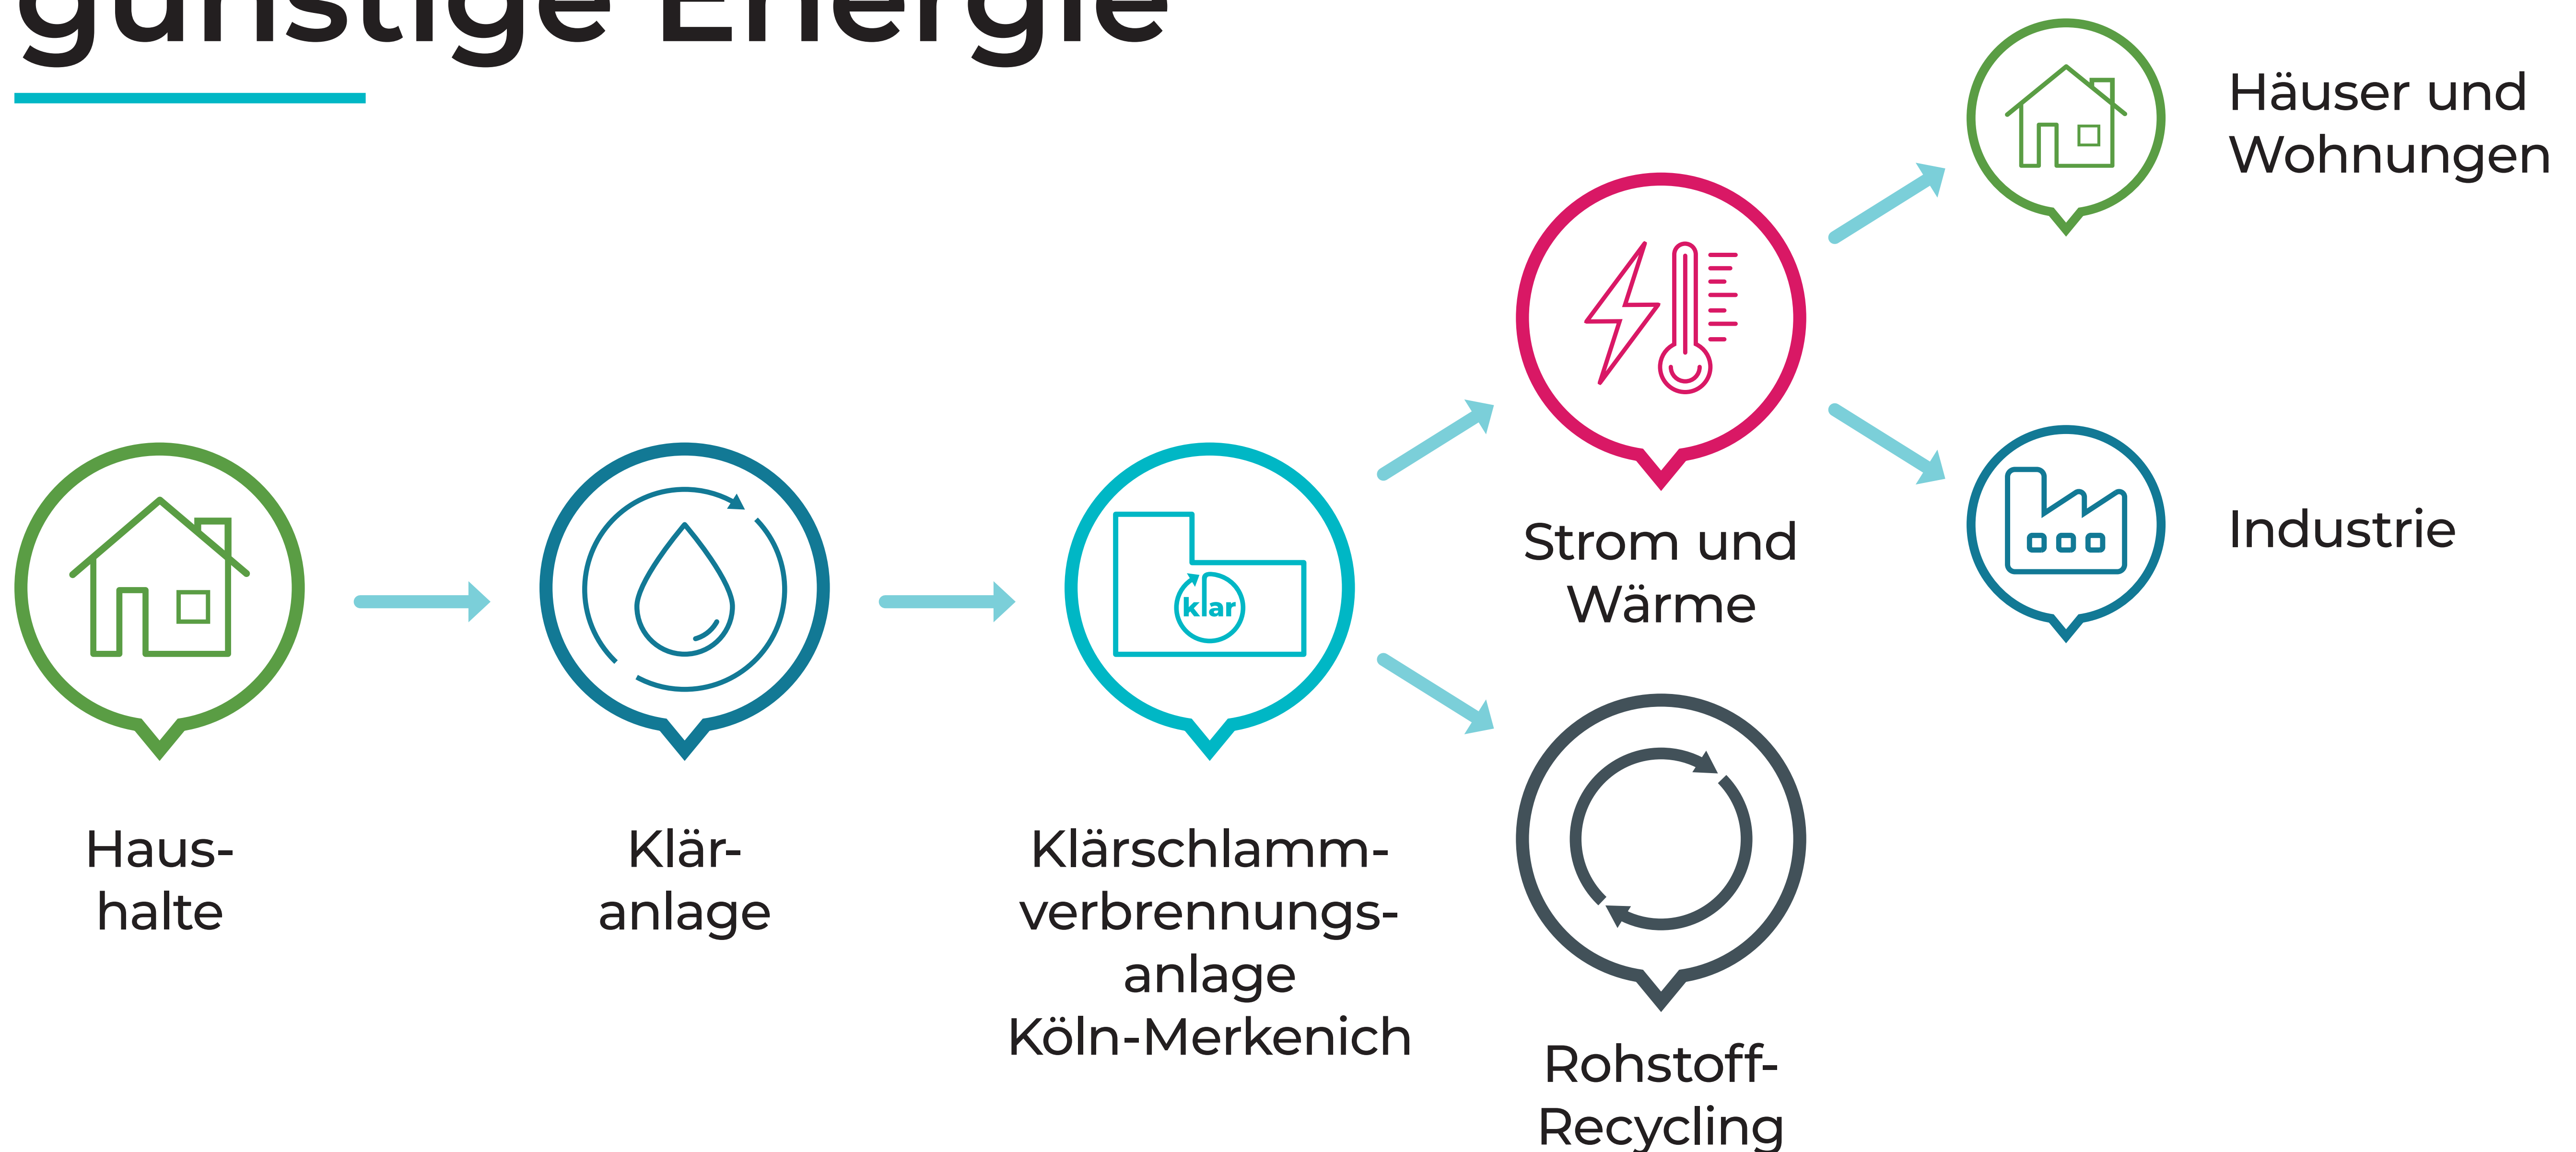 günstige Energie
Häuser und
Wohnungen
Strom und
Wärme
Industrie
klar
Haus-
halte
Klär-
anlage
Klärschlamm-
verbrennungs-
anlage
Köln-Merkenich
Rohstoff-
Recycling